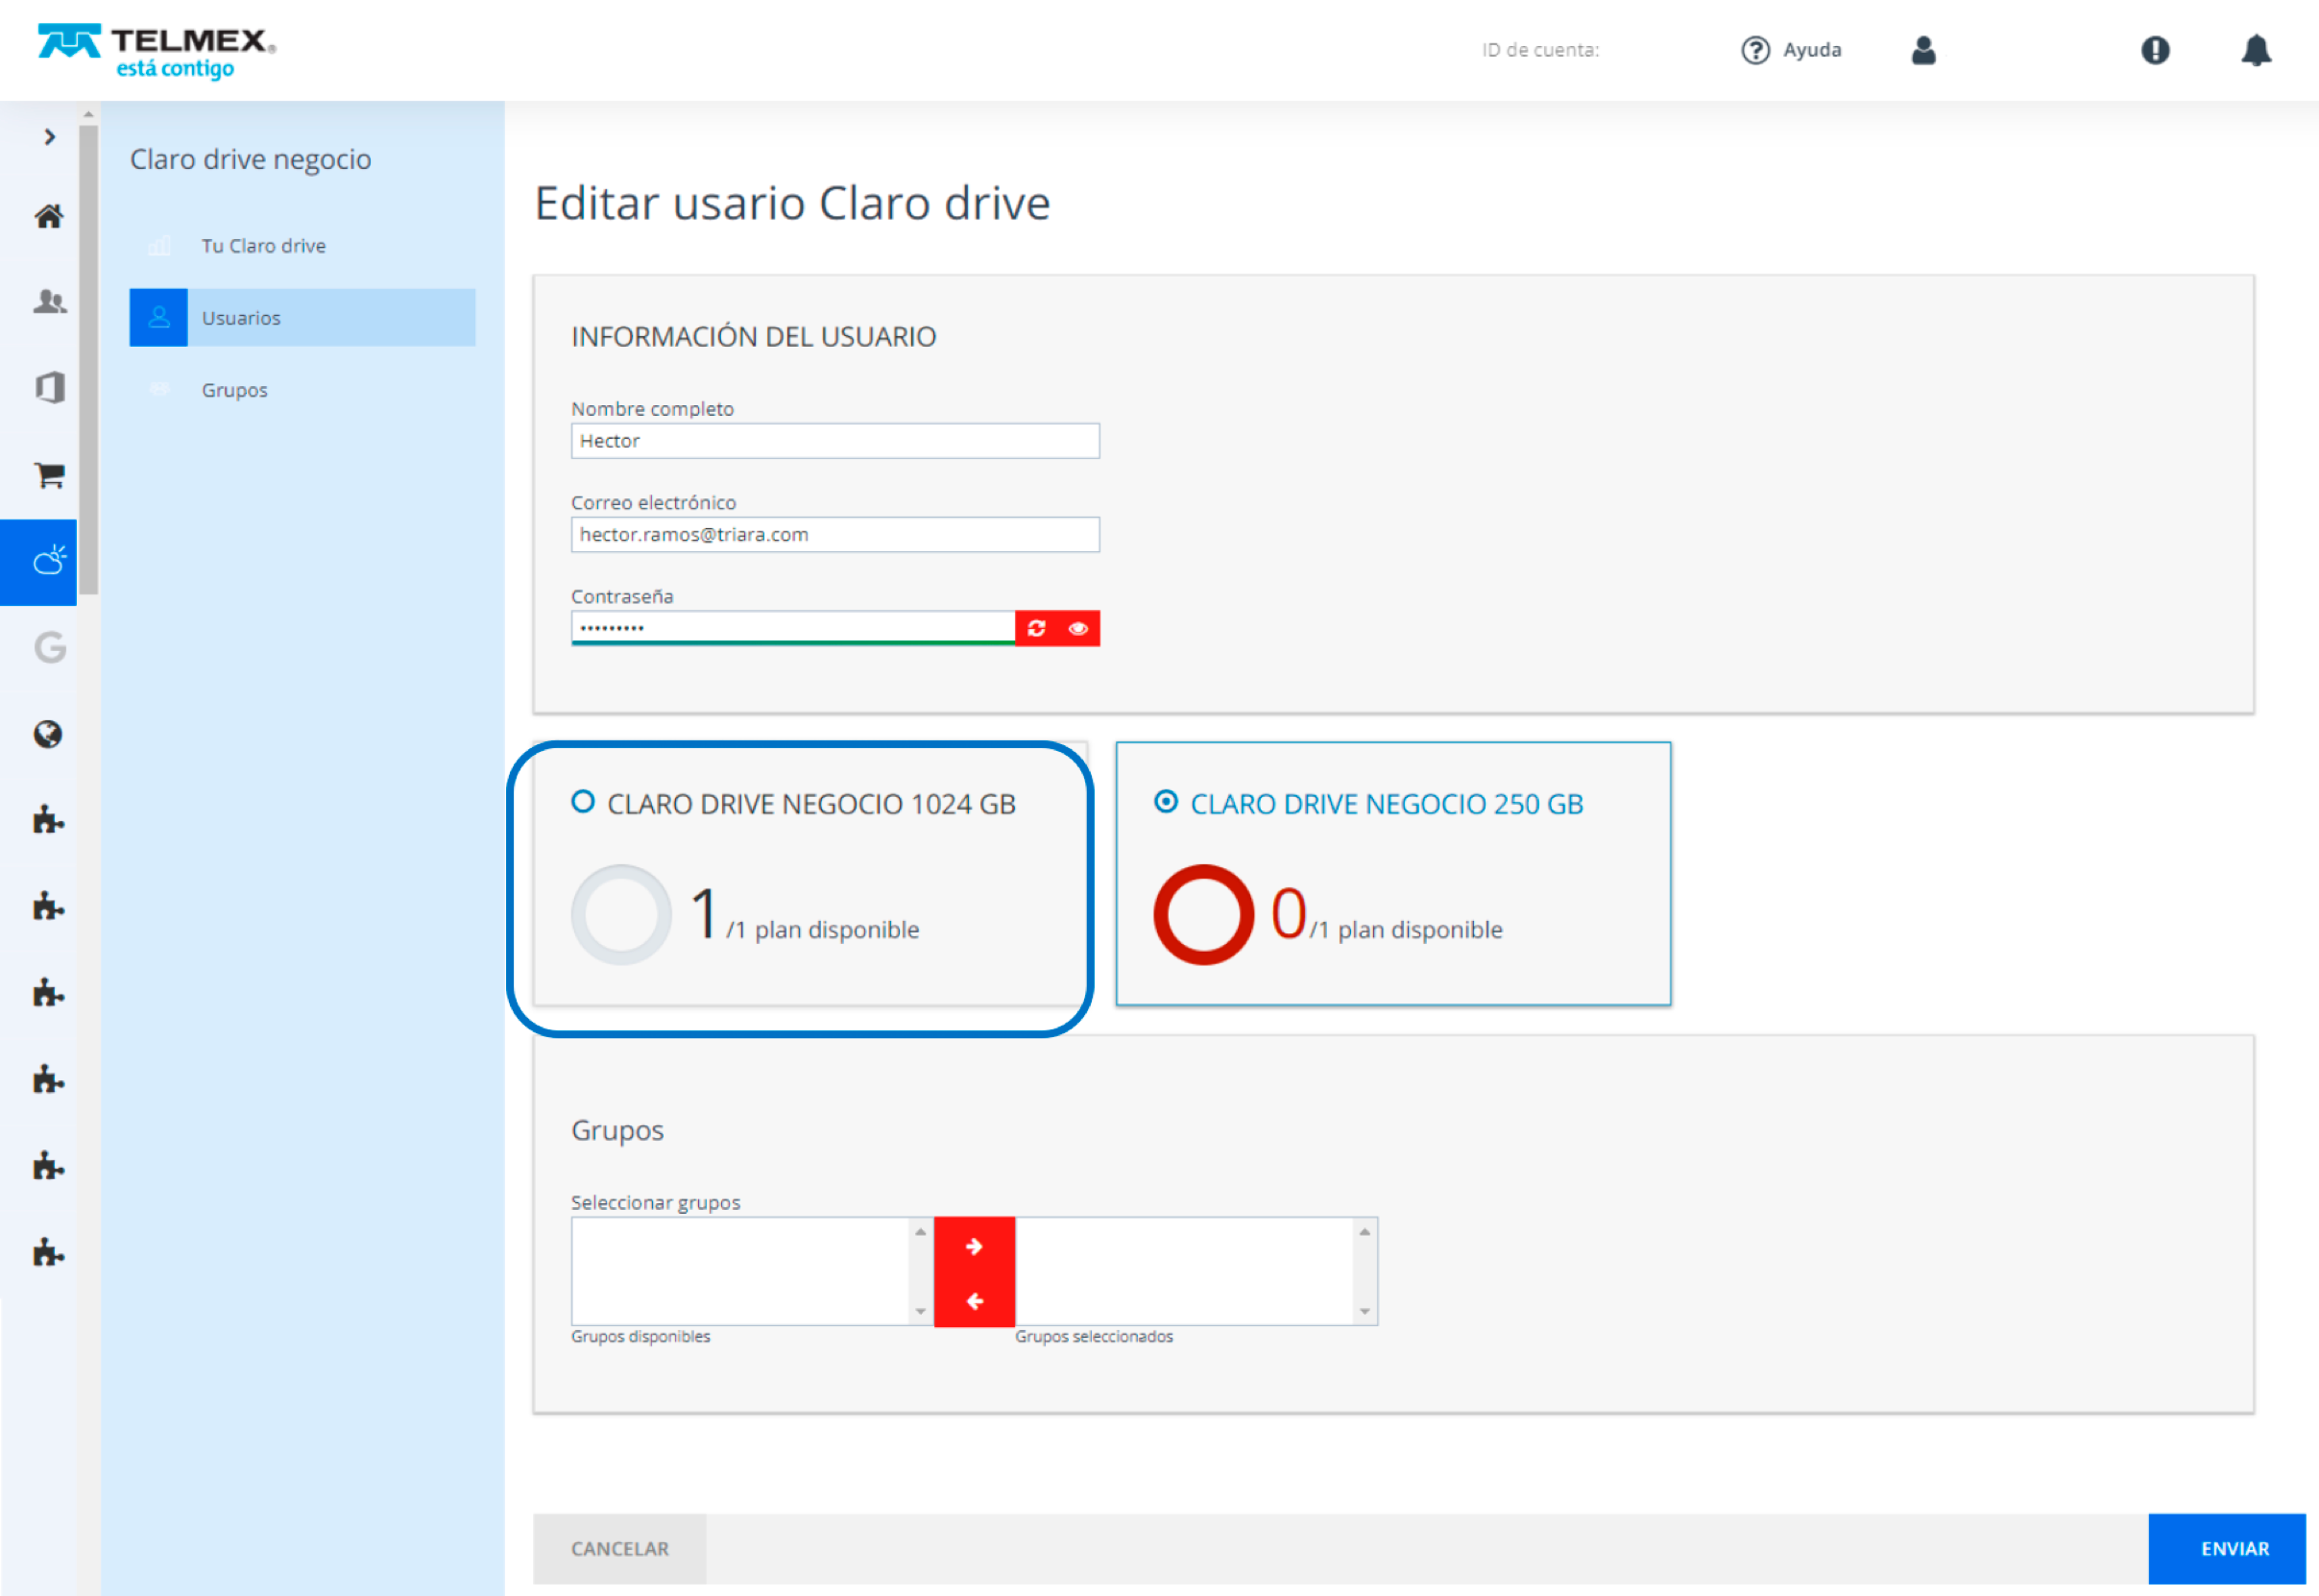 TELMEX®
está contigo
ID de cuenta:
Ayuda
Claro drive negocio
Tu Claro drive
Usuarios
Grupos
Editar usario Claro drive
INFORMACIÓN DEL USUARIO
Nombre completo
Hector
Correo electrónico
hector.ramos@triara.com
Contraseña
•••••••••
CLARO DRIVE NEGOCIO 1024 GB
1/1 plan disponible
CLARO DRIVE NEGOCIO 250 GB
0/1 plan disponible
Grupos
Seleccionar grupos
Grupos disponibles
Grupos seleccionados
CANCELAR
ENVIAR